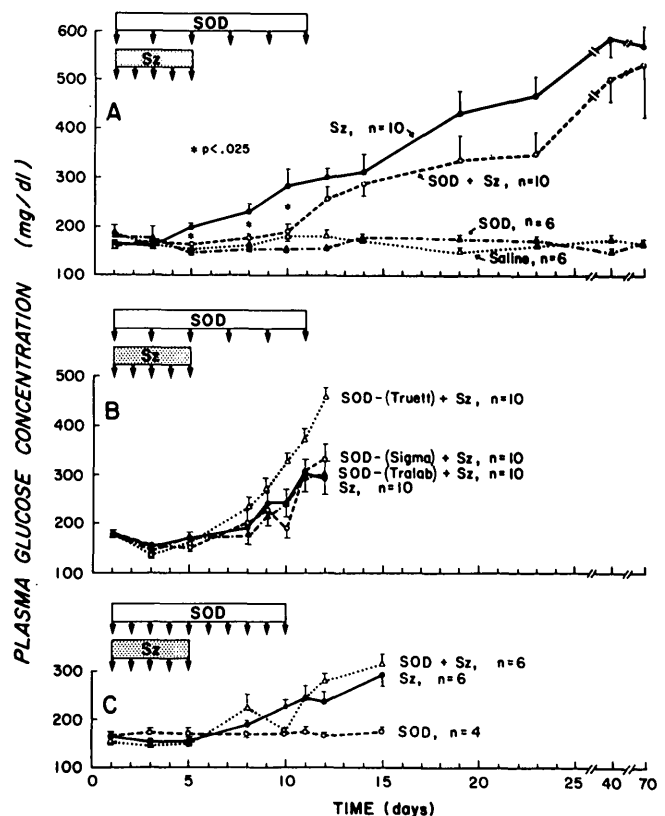 PLASMA GLUCOSE CONCENTRATION (mg/dl)
SOD
Sz
A
600
500
400
300
200
100
* p<.025
*
*
*
Sz, n=10
SOD + Sz, n=10
SOD, n=6
Saline, n=6
SOD
Sz
B
500
400
300
200
100
SOD-(Truett) + Sz, n=10
SOD-(Sigma) + Sz, n=10
SOD-(Tralab) + Sz, n=10
Sz, n=10
SOD
Sz
C
300
200
100
SOD + Sz, n=6
Sz, n=6
SOD, n=4
0 5 10 15 20 25 40 70
TIME (days)